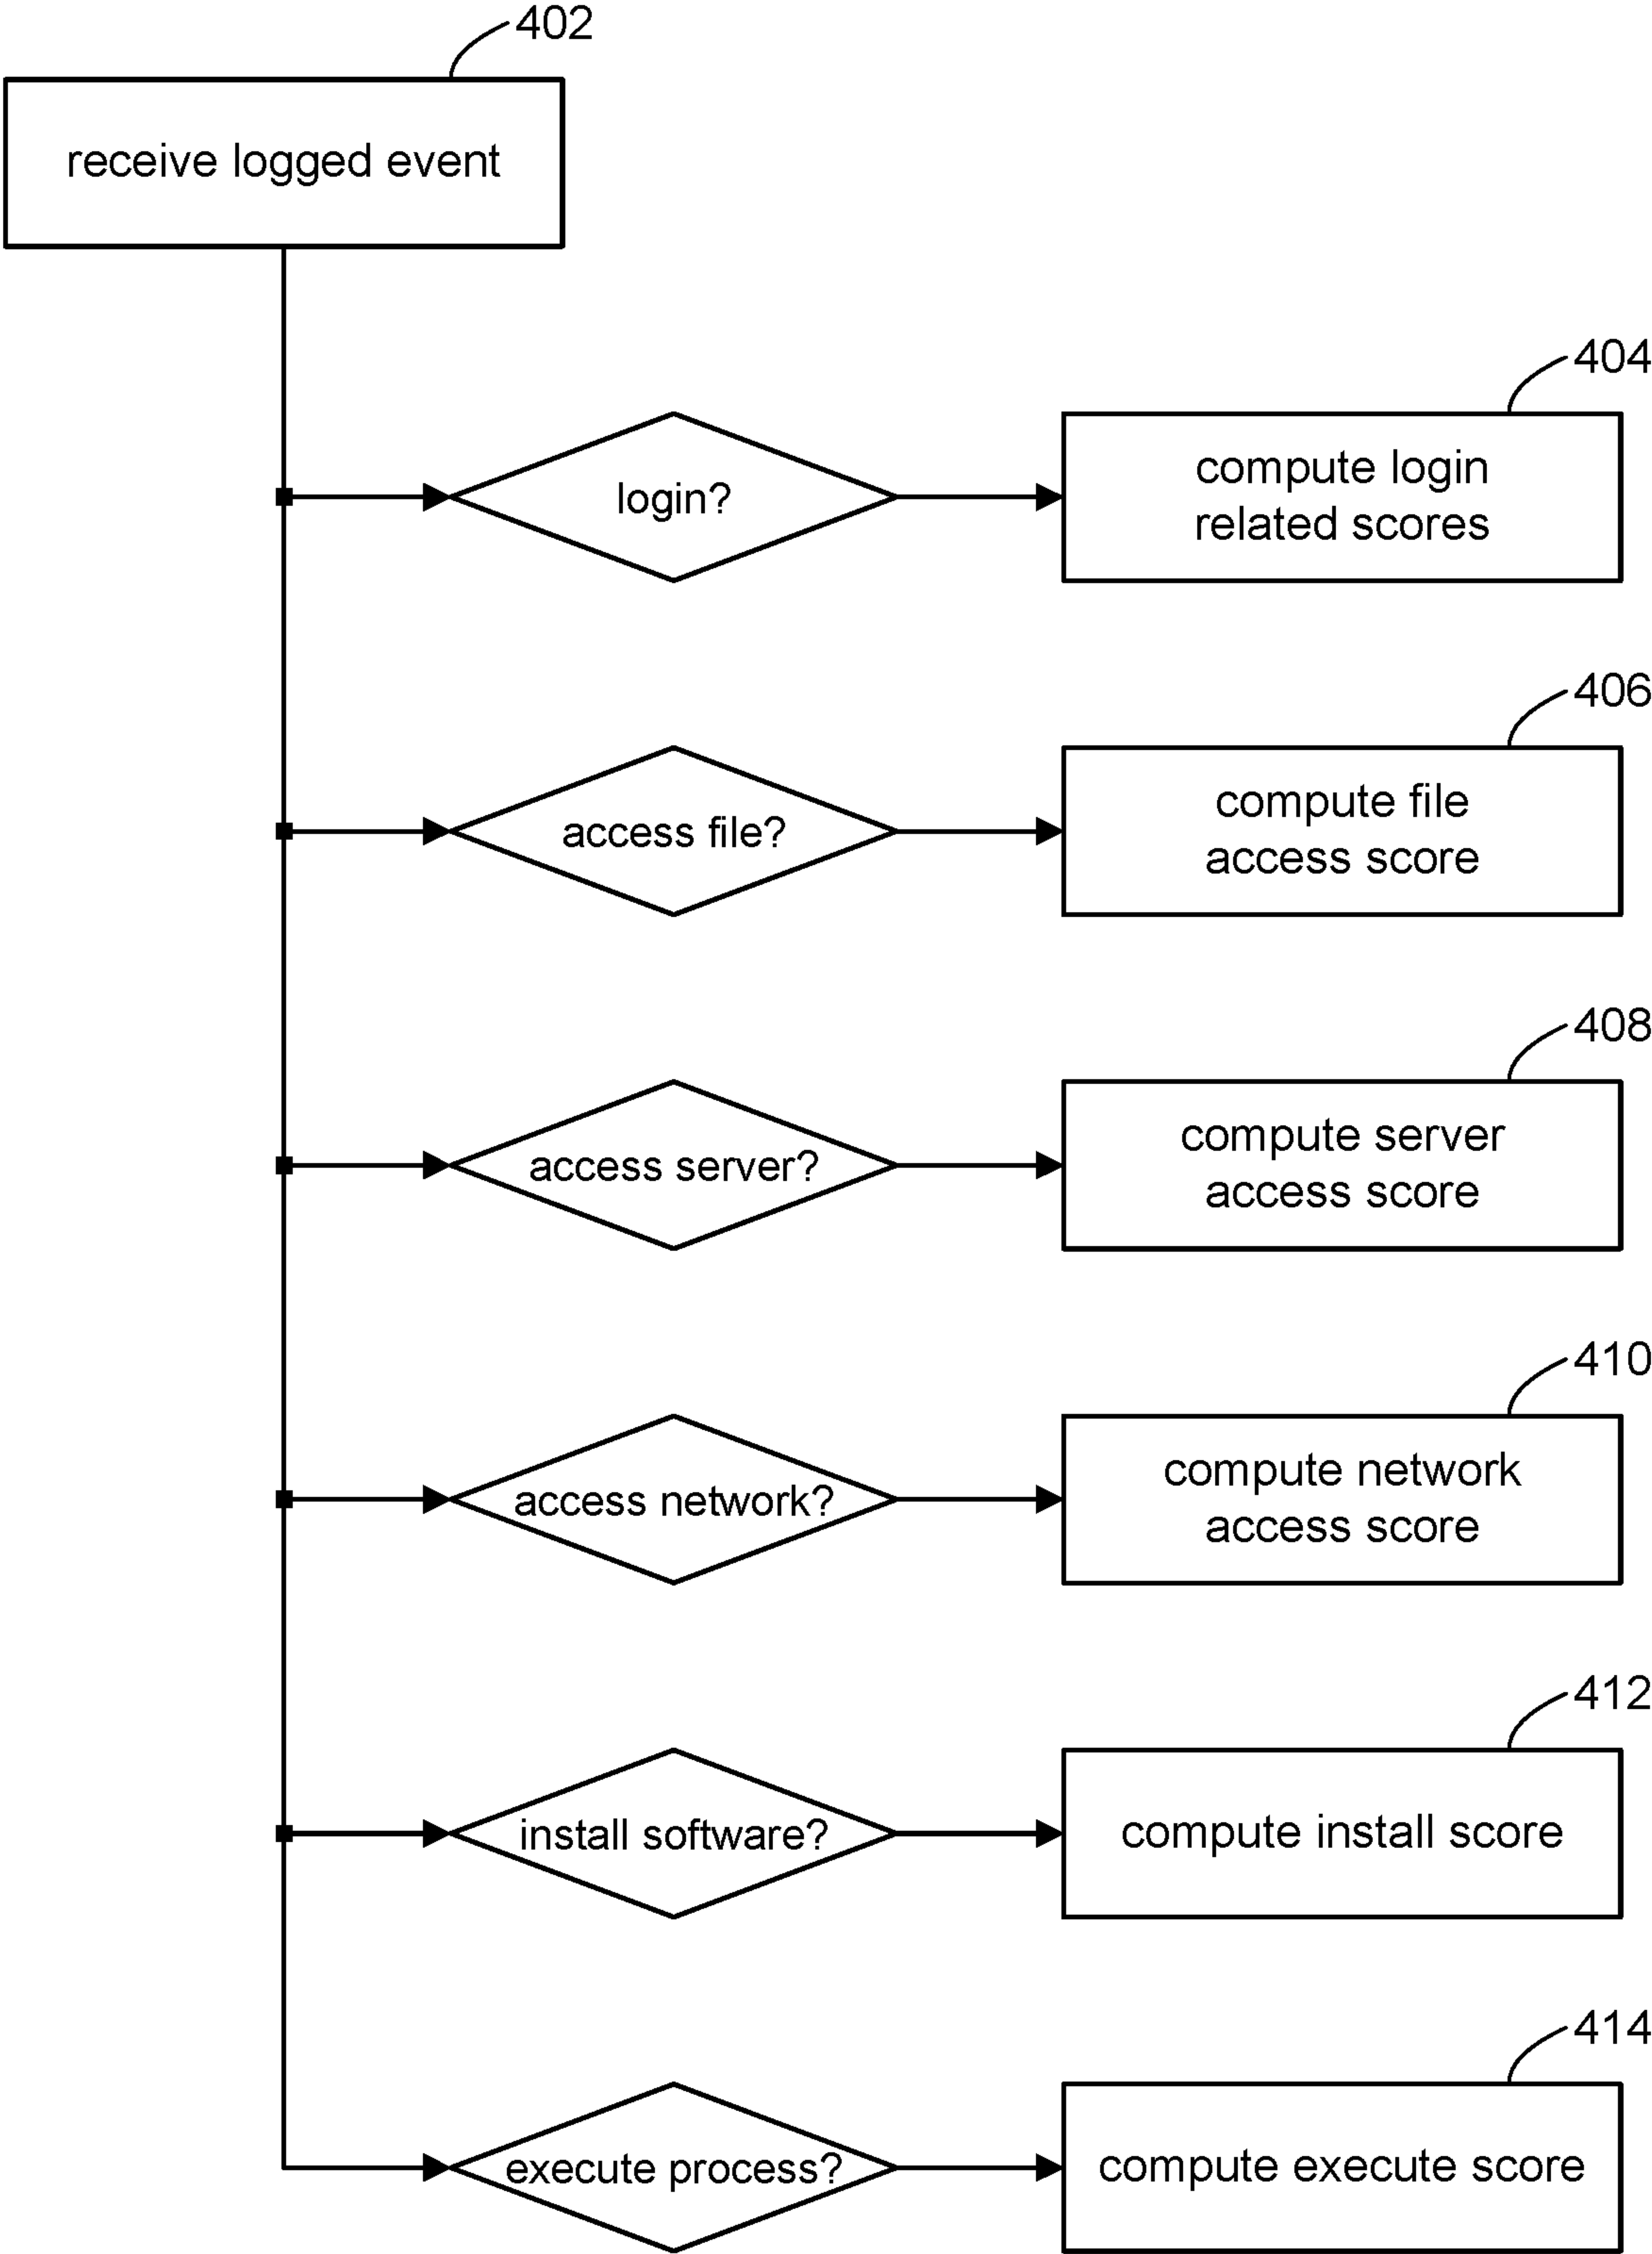 402
receive logged event
404
login?
compute login
related scores
406
access file?
compute file
access score
408
access server?
compute server
access score
410
access network?
compute network
access score
412
install software?
compute install score
414
execute process?
compute execute score